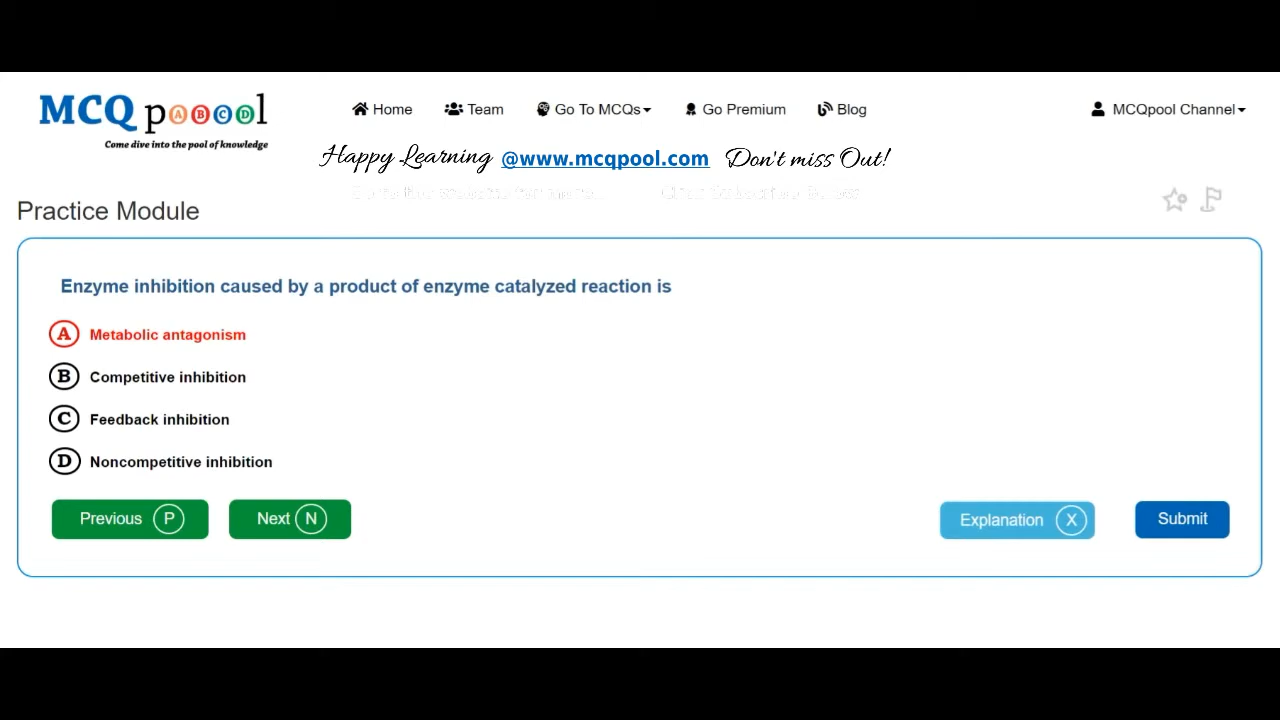 MCQ pABCDl
Come dive into the pool of knowledge
Home Team Go To MCQs Go Premium Blog MCQpool Channel
Happy Learning @www.mcqpool.com Don't miss Out!
Practice Module
Enzyme inhibition caused by a product of enzyme catalyzed reaction is
A Metabolic antagonism
B Competitive inhibition
C Feedback inhibition
D Noncompetitive inhibition
Previous P Next N Explanation X Submit